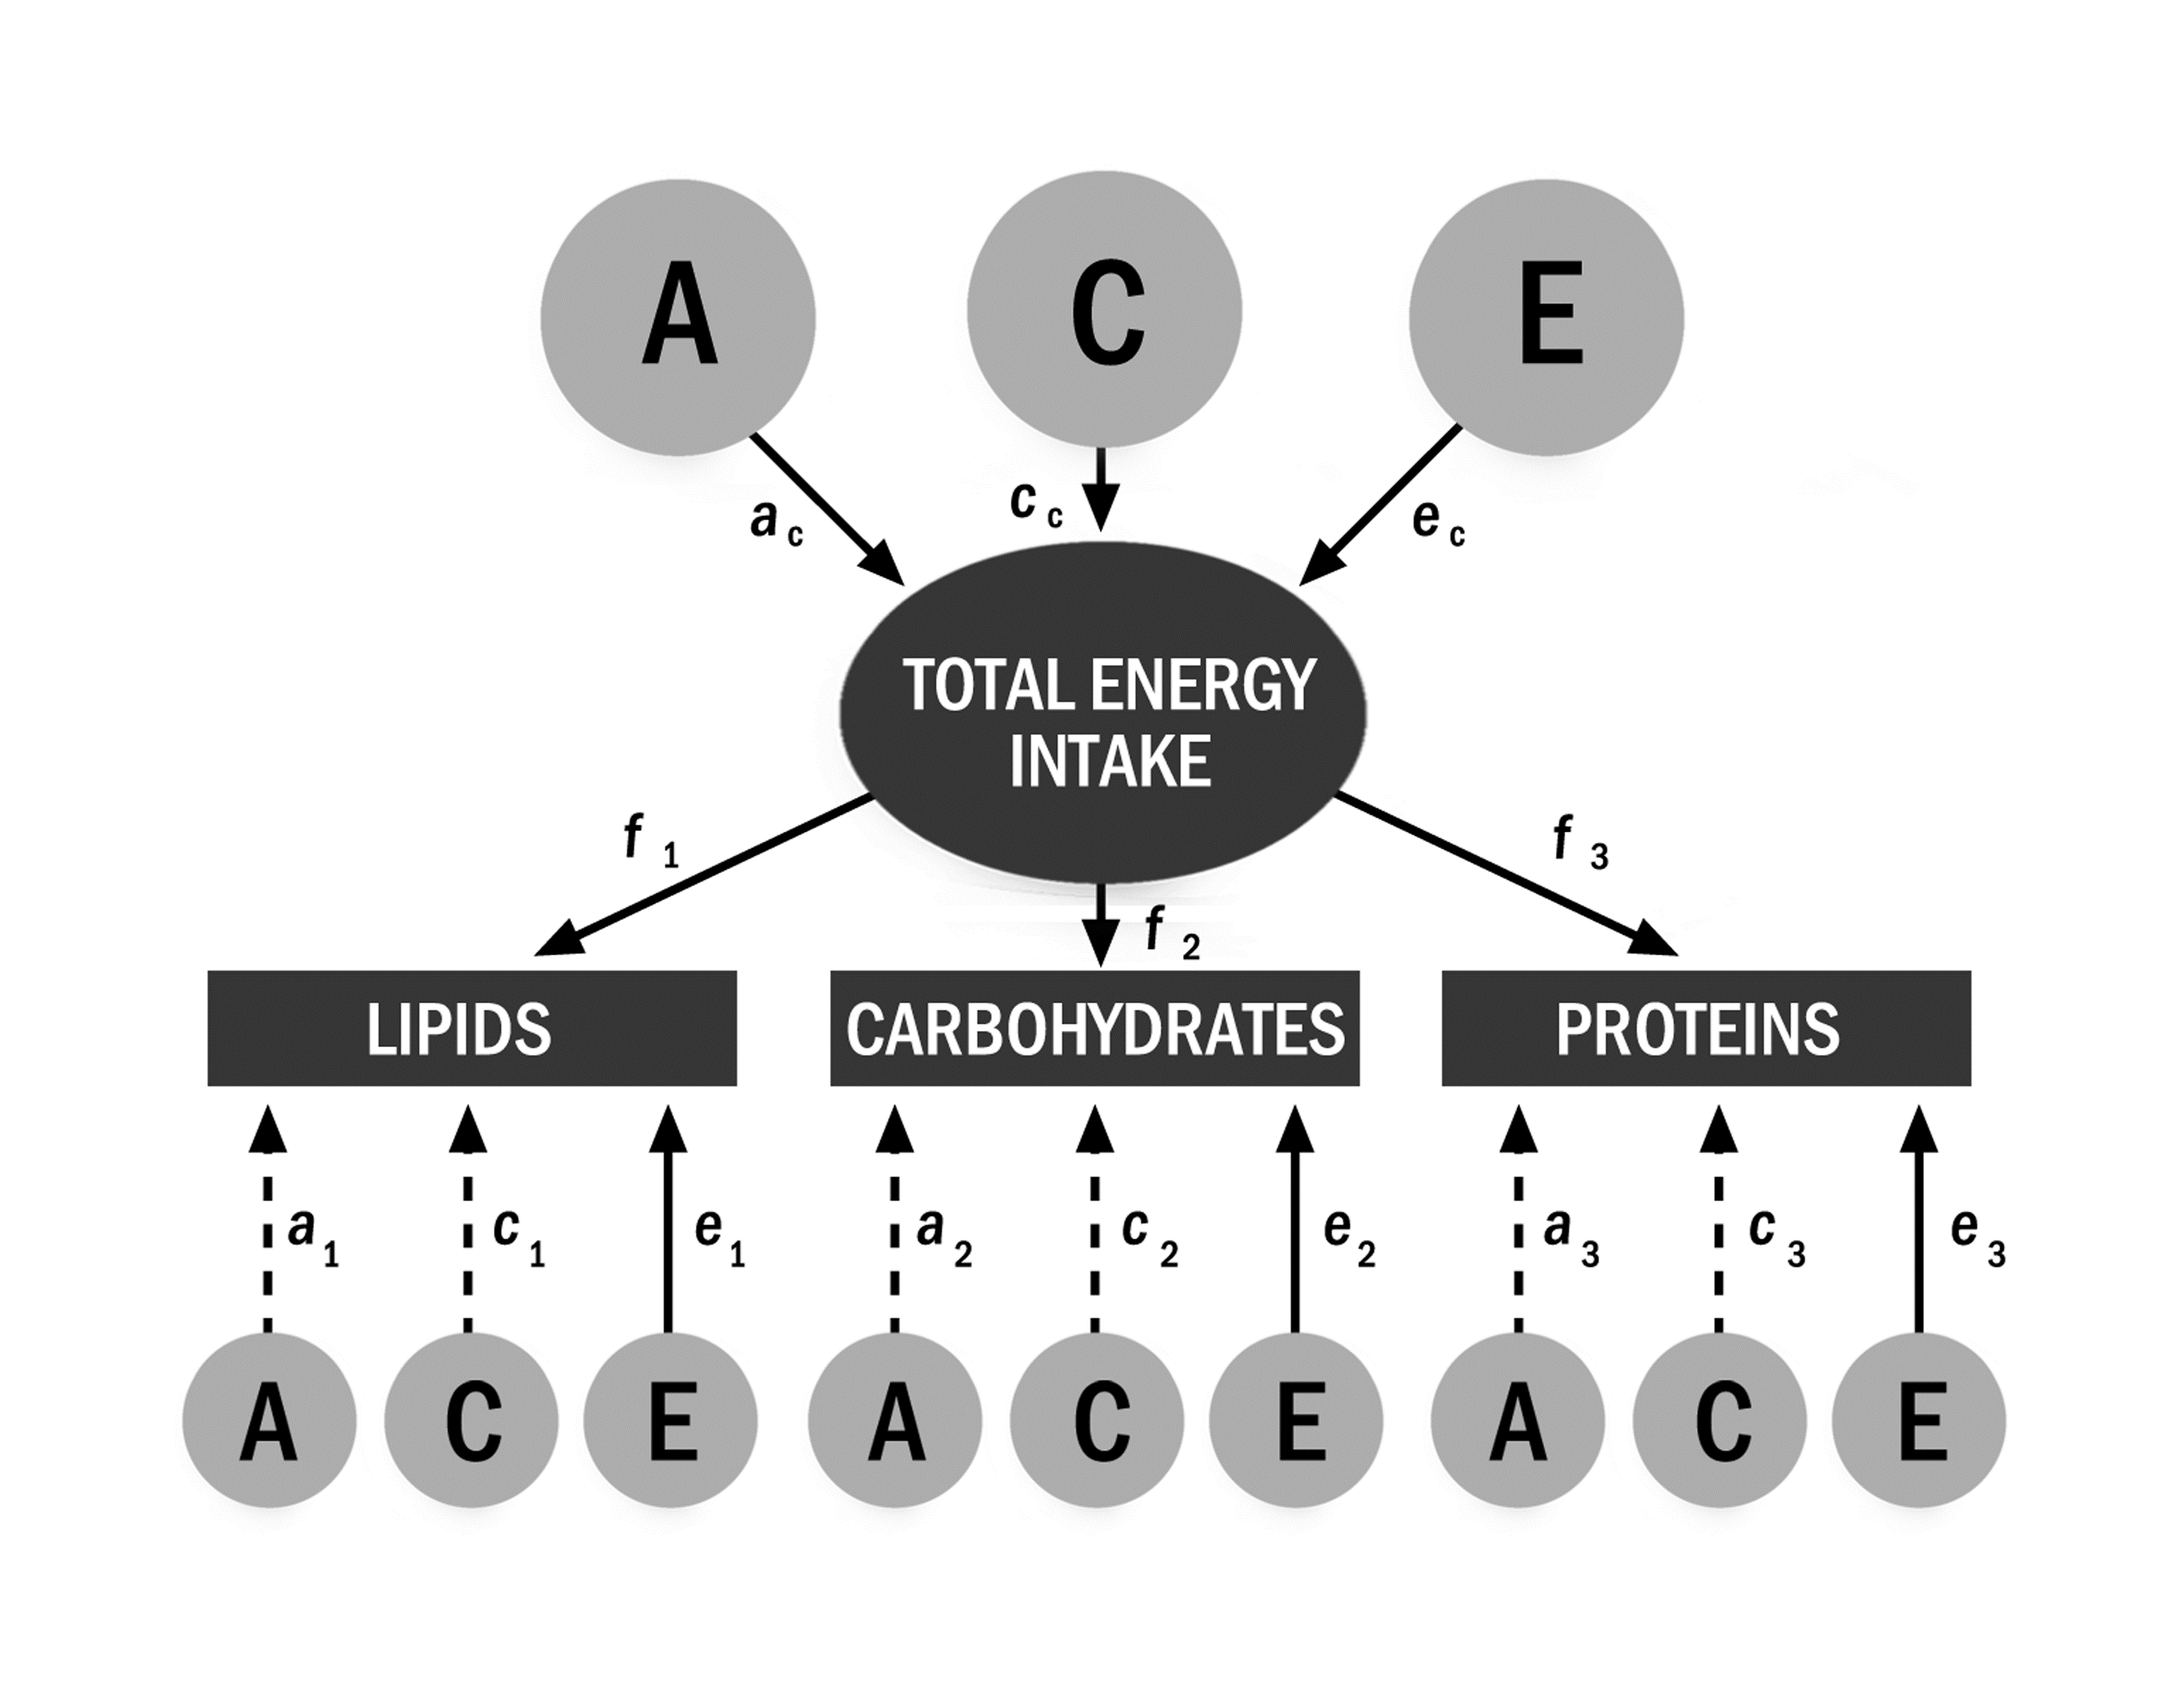 A C E
a c c c e c
TOTAL ENERGY
INTAKE
f 1 f 3
f 2
LIPIDS CARBOHYDRATES PROTEINS
a 1 c 1 e 1 a 2 c 2 e 2 a 3 c 3 e 3
A C E A C E A C E